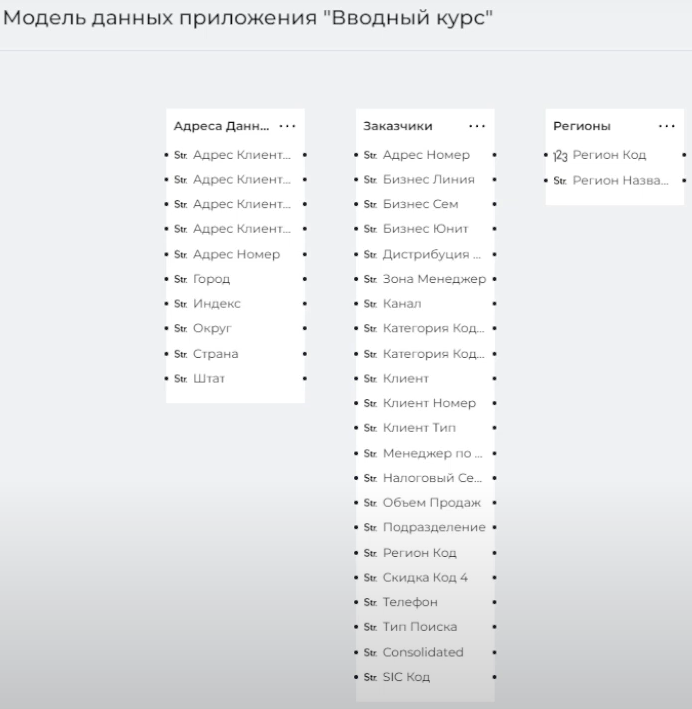 Модель данных приложения "Вводный курс"
Адреса Данн... ...
Str. Адрес Клиент...
Str. Адрес Клиент...
Str. Адрес Клиент...
Str. Адрес Клиент...
Str. Адрес Номер
Str. Город
Str. Индекс
Str. Округ
Str. Страна
Str. Штат
Заказчики ...
Str. Адрес Номер
Str. Бизнес Линия
Str. Бизнес Сем
Str. Бизнес Юнит
Str. Дистрибуция ...
Str. Зона Менеджер
Str. Канал
Str. Категория Код...
Str. Категория Код...
Str. Клиент
Str. Клиент Номер
Str. Клиент Тип
Str. Менеджер по ...
Str. Налоговый Се...
Str. Объем Продаж
Str. Подразделение
Str. Регион Код
Str. Скидка Код 4
Str. Телефон
Str. Тип Поиска
Str. Consolidated
Str. SIC Код
Регионы ...
123 Регион Код
Str. Регион Назва...